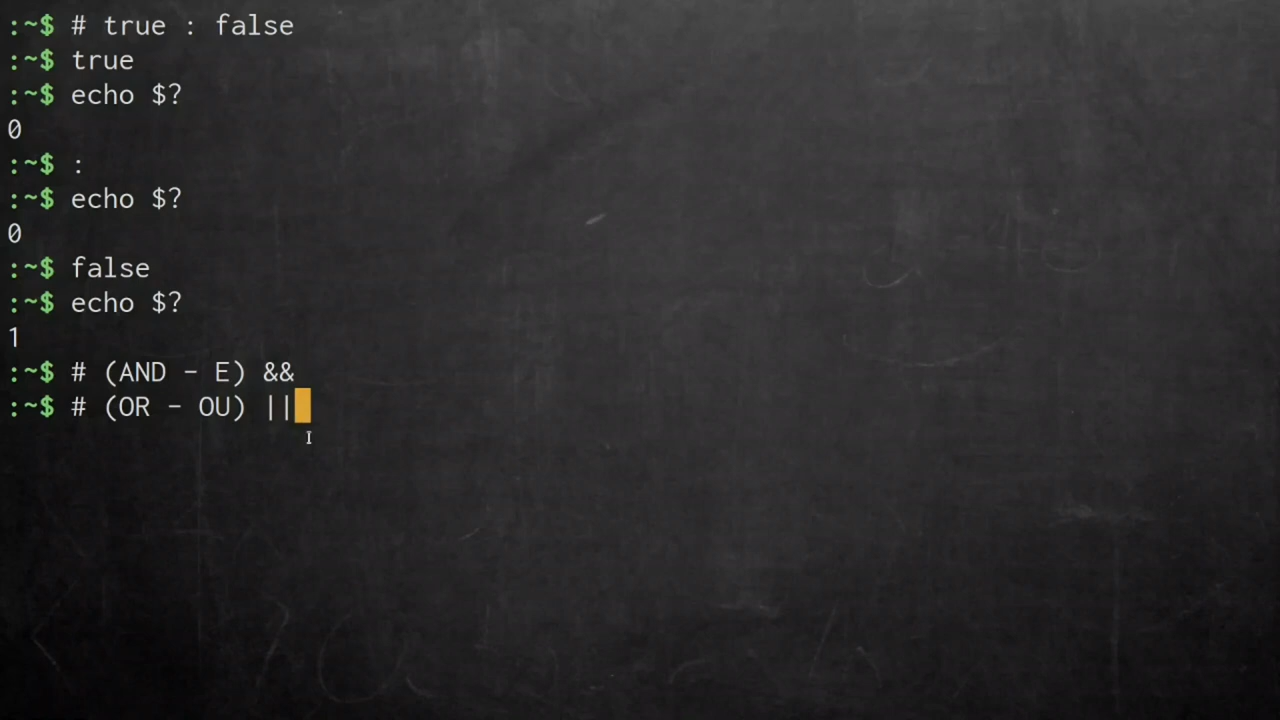 :~$ # true : false
:~$ true
:~$ echo $?
0
:~$ :
:~$ echo $?
0
:~$ false
:~$ echo $?
1
:~$ # (AND - E) &&
:~$ # (OR - OU) ||